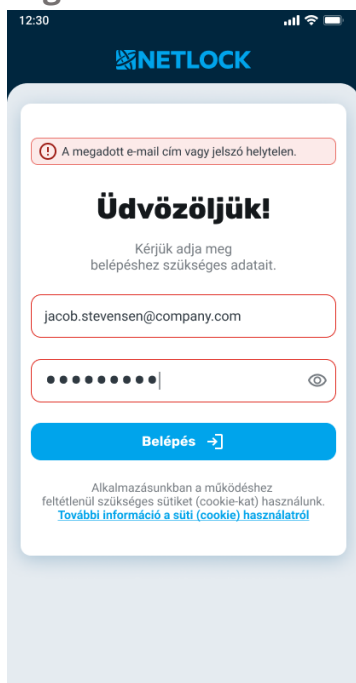 12:30
NETLOCK
A megadott e-mail cím vagy jelszó helytelen.
Üdvözöljük!
Kérjük adja meg
belépéshez szükséges adatait.
jacob.stevensen@company.com
Belépés
Alkalmazásunkban a működéshez
feltétlenül szükséges sütiket (cookie-kat) használunk.
További információ a süti (cookie) használatról